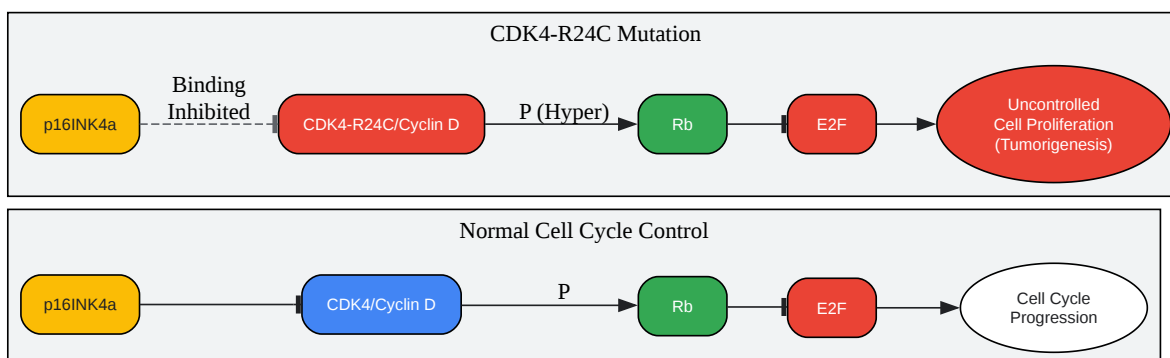 CDK4-R24C Mutation
Binding
Inhibited
p16INK4a
CDK4-R24C/Cyclin D
P (Hyper)
Rb
E2F
Uncontrolled
Cell Proliferation
(Tumorigenesis)
Normal Cell Cycle Control
p16INK4a
CDK4/Cyclin D
P
Rb
E2F
Cell Cycle
Progression